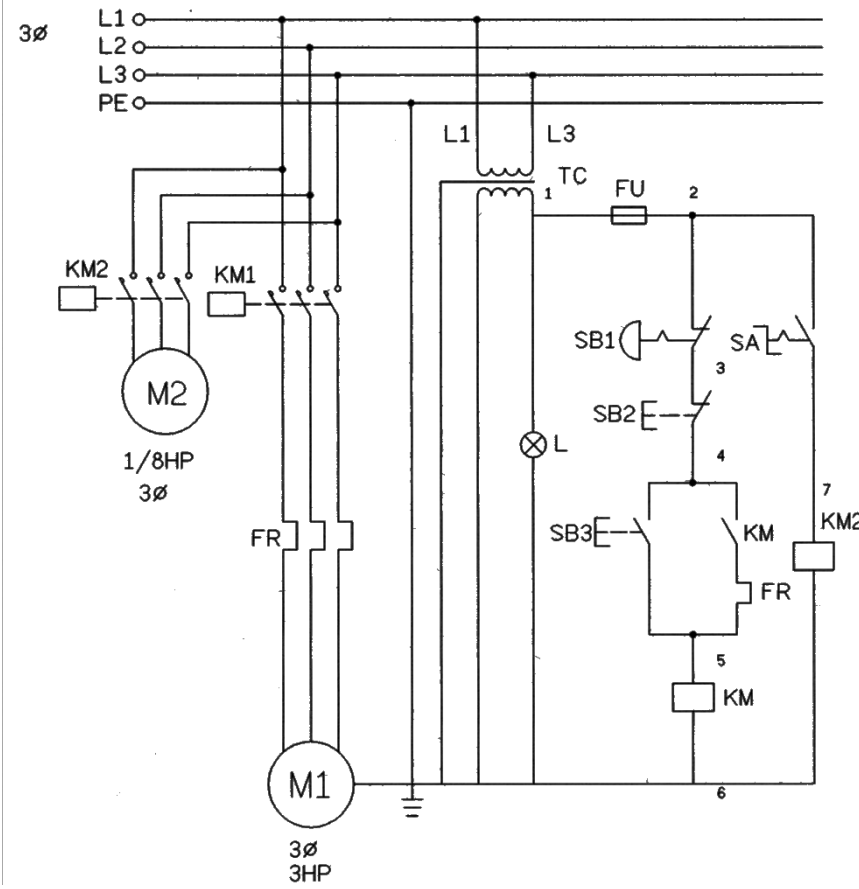 3Ø
L1
L2
L3
PE
L1 L3
TC
1
FU
2
KM2
KM1
SB1
SA
3
M2
SB2
1/8HP
3Ø
L
4
7
KM2
FR
SB3
KM
FR
5
KM
M1
6
3Ø
3HP